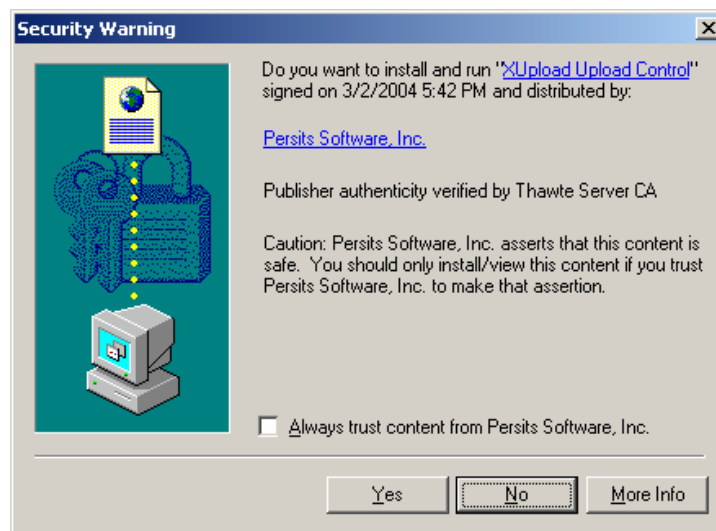 Security Warning
Do you want to install and run "XUpload Upload Control"
signed on 3/2/2004 5:42 PM and distributed by:
Persits Software, Inc.
Publisher authenticity verified by Thawte Server CA
Caution: Persits Software, Inc. asserts that this content is
safe. You should only install/view this content if you trust
Persits Software, Inc. to make that assertion.
Always trust content from Persits Software, Inc.
Yes
No
More Info